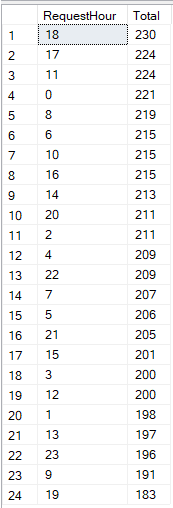 RequestHour Total
1 18 230
2 17 224
3 11 224
4 0 221
5 8 219
6 6 215
7 10 215
8 16 215
9 14 213
10 20 211
11 2 211
12 4 209
13 22 209
14 7 207
15 5 206
16 21 205
17 15 201
18 3 200
19 12 200
20 1 198
21 13 197
22 23 196
23 9 191
24 19 183